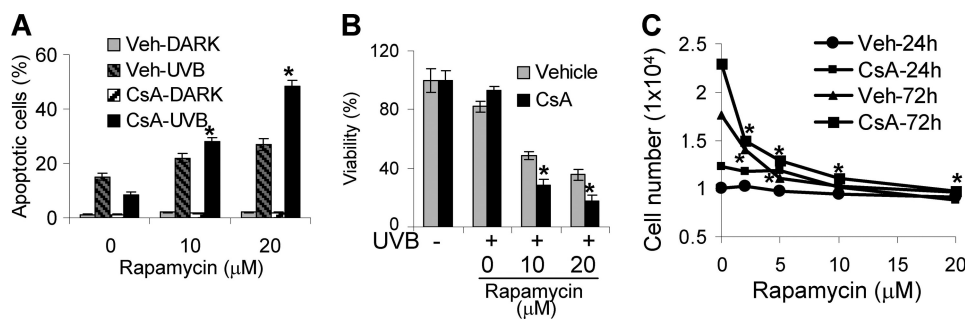 A
Apoptotic cells (%)
60
40
20
0
Veh-DARK
Veh-UVB
CsA-DARK
CsA-UVB
*
*
0 10 20
Rapamycin (μM)
B
Viability (%)
120
80
40
0
Vehicle
CsA
*
*
UVB - + + +
0 10 20
Rapamycin
(μM)
C
Cell number (1x10⁴)
2.5
2
1.5
1
0.5
Veh-24h
CsA-24h
Veh-72h
CsA-72h
* * * * * *
0 5 10 15 20
Rapamycin (μM)